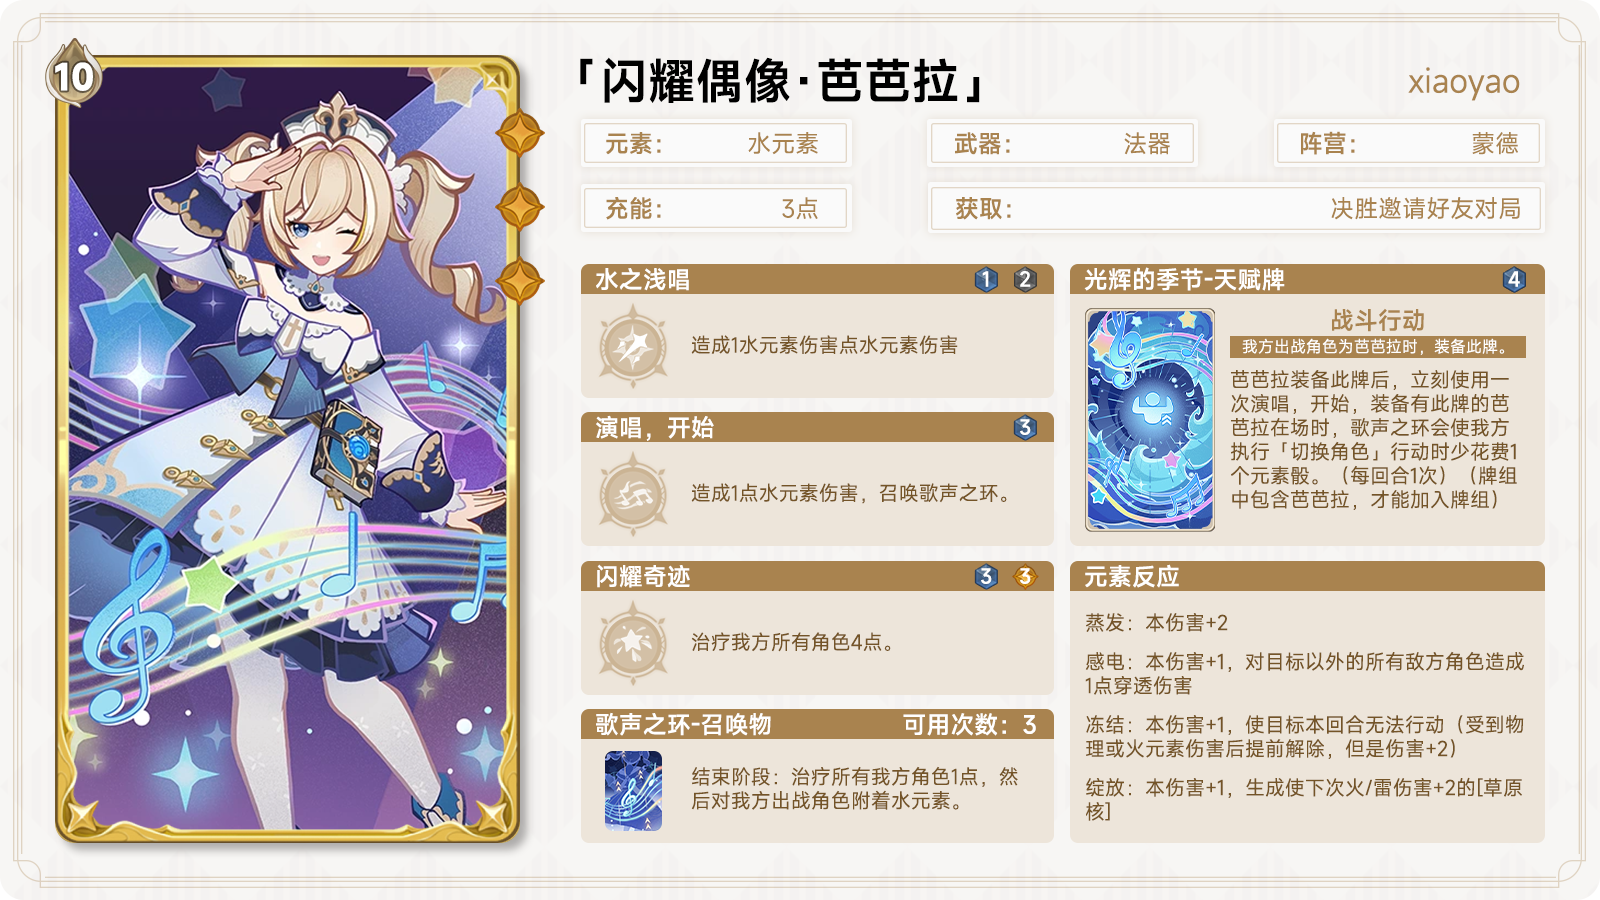 10
「闪耀偶像·芭芭拉」
xiaoyao
元素： 水元素
武器： 法器
阵营： 蒙德
充能： 3点
获取： 决胜邀请好友对局
水之浅唱 1 2
造成1水元素伤害点水元素伤害
演唱，开始 3
造成1点水元素伤害，召唤歌声之环。
闪耀奇迹 3 3
治疗我方所有角色4点。
歌声之环-召唤物 可用次数：3
结束阶段：治疗所有我方角色1点，然
后对我方出战角色附着水元素。
光辉的季节-天赋牌 4
战斗行动
我方出战角色为芭芭拉时，装备此牌。
芭芭拉装备此牌后，立刻使用一
次演唱，开始，装备有此牌的芭
芭拉在场时，歌声之环会使我方
执行「切换角色」行动时少花费1
个元素骰。（每回合1次）（牌组
中包含芭芭拉，才能加入牌组）
元素反应
蒸发：本伤害+2
感电：本伤害+1，对目标以外的所有敌方角色造成
1点穿透伤害
冻结：本伤害+1，使目标本回合无法行动（受到物
理或火元素伤害后提前解除，但是伤害+2）
绽放：本伤害+1，生成使下次火/雷伤害+2的[草原
核]